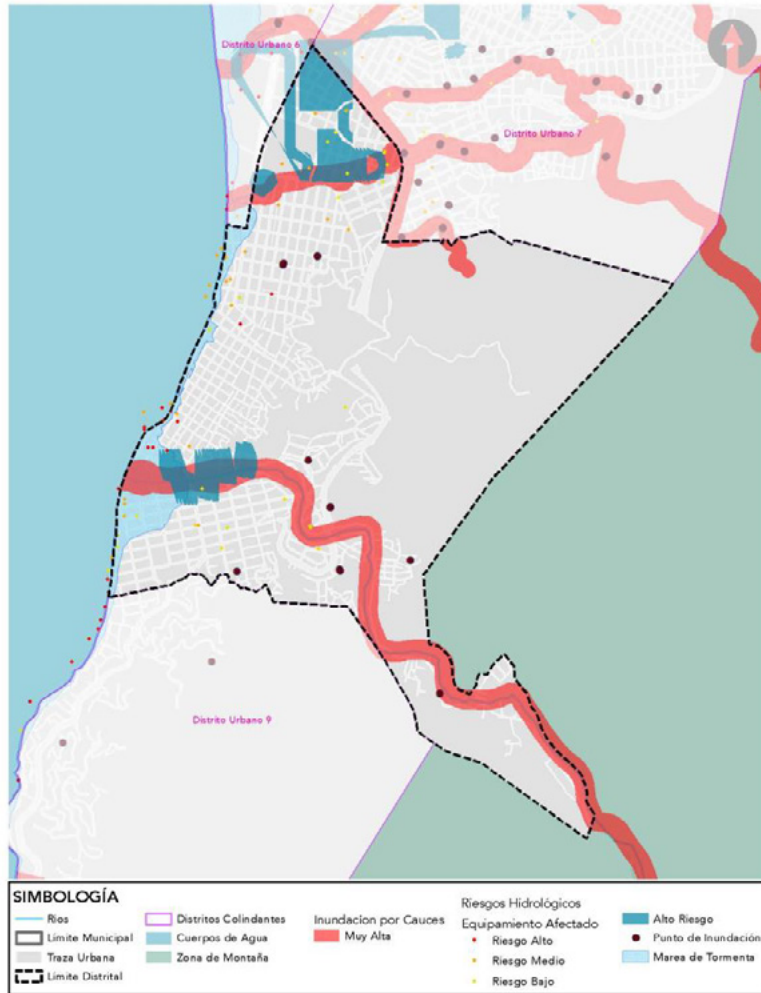 Distrito Urbano 6
Distrito Urbano 7
Distrito Urbano 9
SIMBOLOGÍA
Ríos
Límite Municipal
Traza Urbana
Límite Distrital
Distritos Colindantes
Cuerpos de Agua
Zona de Montaña
Inundacion por Cauces
Muy Alta
Riesgos Hidrológicos
Equipamiento Afectado
Riesgo Alto
Riesgo Medio
Riesgo Bajo
Alto Riesgo
Punto de Inundación
Marea de Tormenta